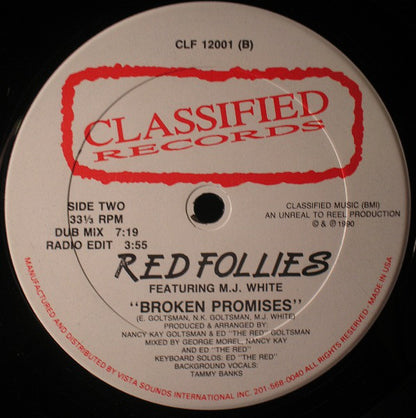 CLF 12001 (B)
CLASSIFIED
RECORDS
SIDE TWO
33⅓ RPM
DUB MIX 7:19
RADIO EDIT 3:55
CLASSIFIED MUSIC (BMI)
AN UNREAL TO REEL PRODUCTION
© & ℗ 1990
RED FOLLIES
FEATURING M.J. WHITE
"BROKEN PROMISES"
(E. GOLTSMAN, N.K. GOLTSMAN, M.J. WHITE)
PRODUCED & ARRANGED BY
NANCY KAY GOLTSMAN & ED "THE RED" GOLTSMAN
MIXED BY GEORGE MOREL, NANCY KAY
AND ED "THE RED"
KEYBOARD SOLOS: ED "THE RED"
BACKGROUND VOCALS:
TAMMY BANKS
MANUFACTURED AND DISTRIBUTED BY VISTA SOUNDS INTERNATIONAL INC. 201-568-0040 ALL RIGHTS RESERVED · MADE IN USA